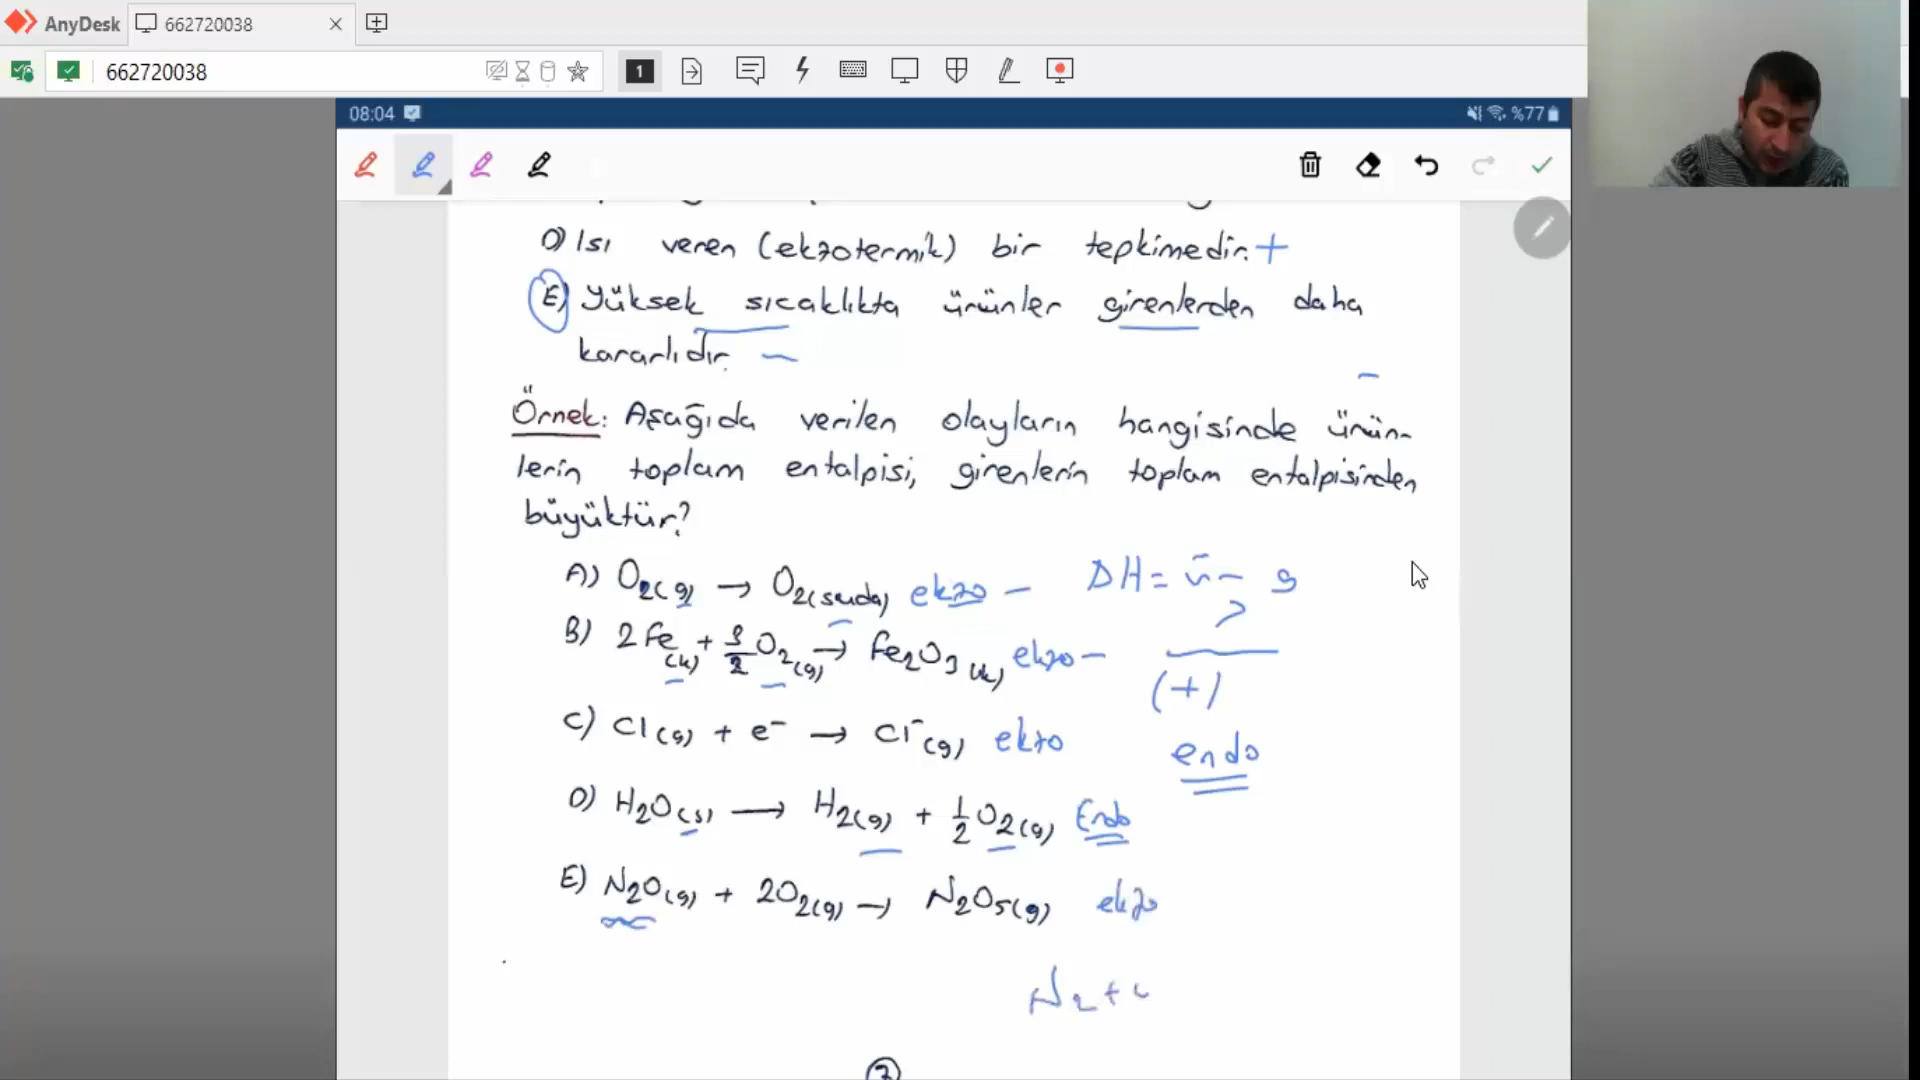 AnyDesk 662720038
662720038 1
08:04 %77
D) Isı veren (ekzotermik) bir tepkimedir. +
E) Yüksek sıcaklıkta ürünler girenlerden daha
kararlıdır. -
Örnek: Aşağıda verilen olayların hangisinde ürün-
lerin toplam entalpisi, girenlerin toplam entalpisinden
büyüktür?
A) O₂(g) → O₂(suda) ekzo - ΔH = ü - g
>
B) 2Fe(k) + 3/2 O₂(g) → Fe₂O₃(k) ekzo -
(+)
C) Cl(g) + e⁻ → Cl⁻(g) ekzo
endo
D) H₂O(s) → H₂(g) + 1/2 O₂(g) Endo
E) N₂O(g) + 2O₂(g) → N₂O₅(g) ekzo
N₂ +